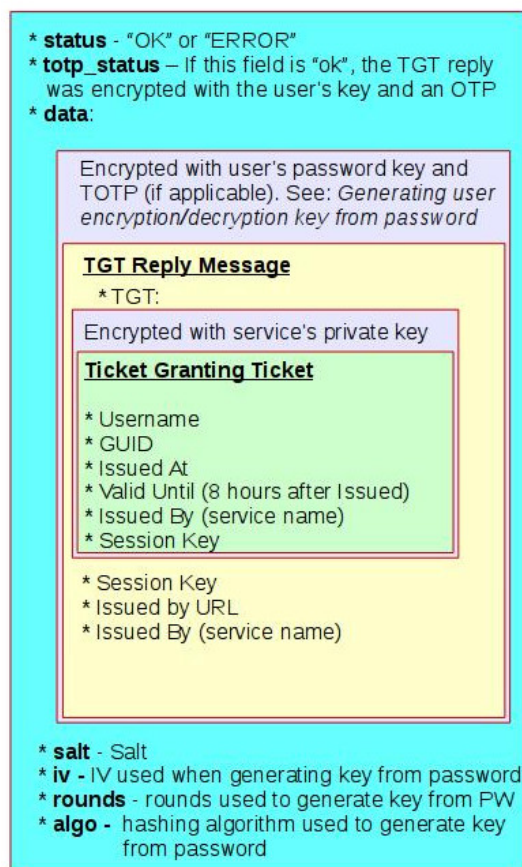 * status - "OK" or "ERROR"
* totp_status – If this field is "ok", the TGT reply
was encrypted with the user's key and an OTP
* data:
Encrypted with user's password key and
TOTP (if applicable). See: Generating user
encryption/decryption key from password
TGT Reply Message
* TGT:
Encrypted with service's private key
Ticket Granting Ticket
* Username
* GUID
* Issued At
* Valid Until (8 hours after Issued)
* Issued By (service name)
* Session Key
* Session Key
* Issued by URL
* Issued By (service name)
* salt - Salt
* iv - IV used when generating key from password
* rounds - rounds used to generate key from PW
* algo - hashing algorithm used to generate key
from password